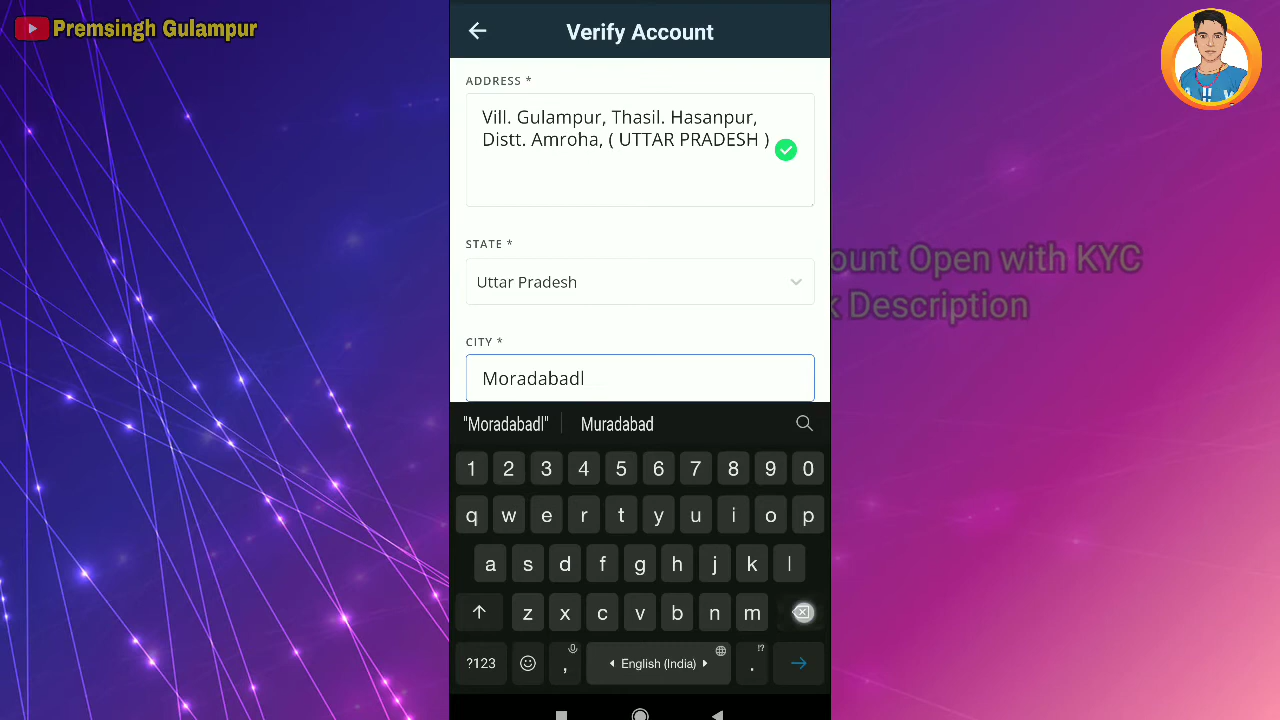 Premsingh Gulampur
Verify Account
ADDRESS *
Vill. Gulampur, Thasil. Hasanpur,
Distt. Amroha, ( UTTAR PRADESH )
STATE *
Uttar Pradesh
ount Open with KYC
k Description
CITY *
Moradabadl
"Moradabadl" Muradabad
1 2 3 4 5 6 7 8 9 0
q w e r t y u i o p
a s d f g h j k l
z x c v b n m
?123 , English (India) . !?